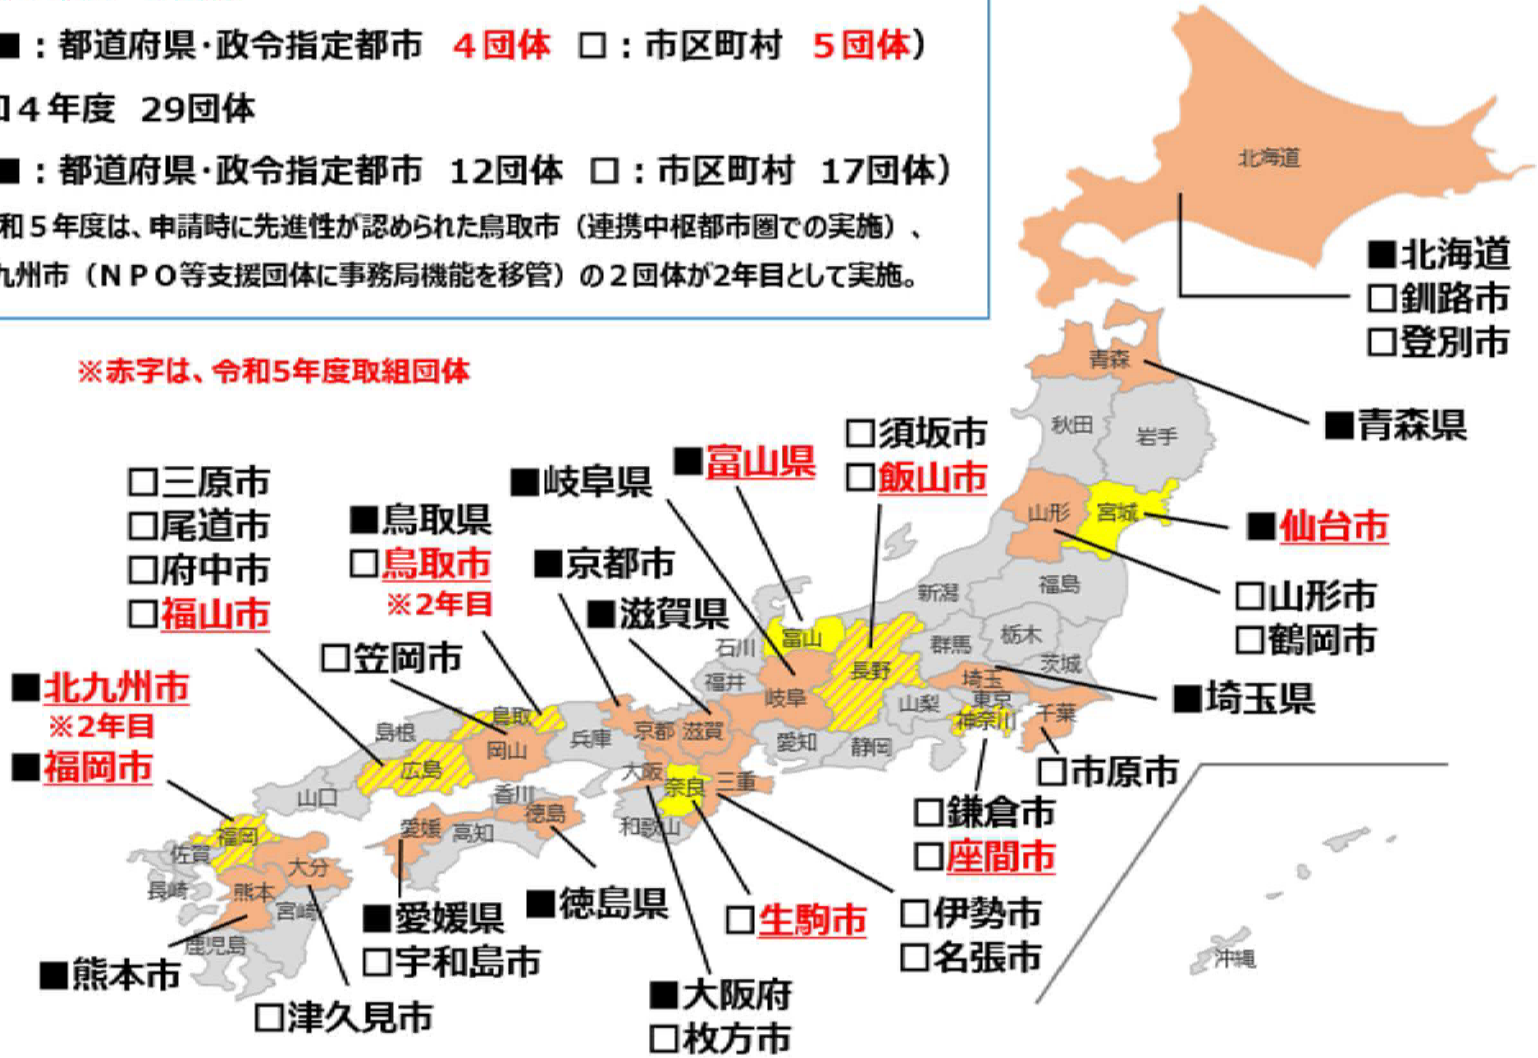 ■：都道府県・政令指定都市 ４団体 □：市区町村 ５団体）
４年度 29団体
■：都道府県・政令指定都市 12団体 □：市区町村 17団体）
和５年度は、申請時に先進性が認められた鳥取市（連携中枢都市圏での実施）、
九州市（ＮＰＯ等支援団体に事務局機能を移管）の２団体が2年目として実施。
※赤字は、令和5年度取組団体
北海道
■北海道
□釧路市
□登別市
青森
■青森県
秋田
岩手
山形
宮城
■仙台市
□山形市
□鶴岡市
福島
新潟
□須坂市
□飯山市
■富山県
■岐阜県
■京都市
■滋賀県
■鳥取県
□鳥取市
※2年目
□三原市
□尾道市
□府中市
□福山市
□笠岡市
■北九州市
※2年目
■福岡市
石川
富山
長野
群馬
栃木
茨城
埼玉
■埼玉県
福井
岐阜
山梨
東京
神奈川
千葉
□市原市
島根
鳥取
岡山
兵庫
京都
滋賀
愛知
静岡
広島
山口
香川
大阪
奈良
三重
和歌山
徳島
愛媛
高知
福岡
佐賀
長崎
大分
熊本
宮崎
鹿児島
沖縄
□鎌倉市
□座間市
□伊勢市
□名張市
□生駒市
■大阪府
□枚方市
■徳島県
■愛媛県
□宇和島市
■熊本市
□津久見市